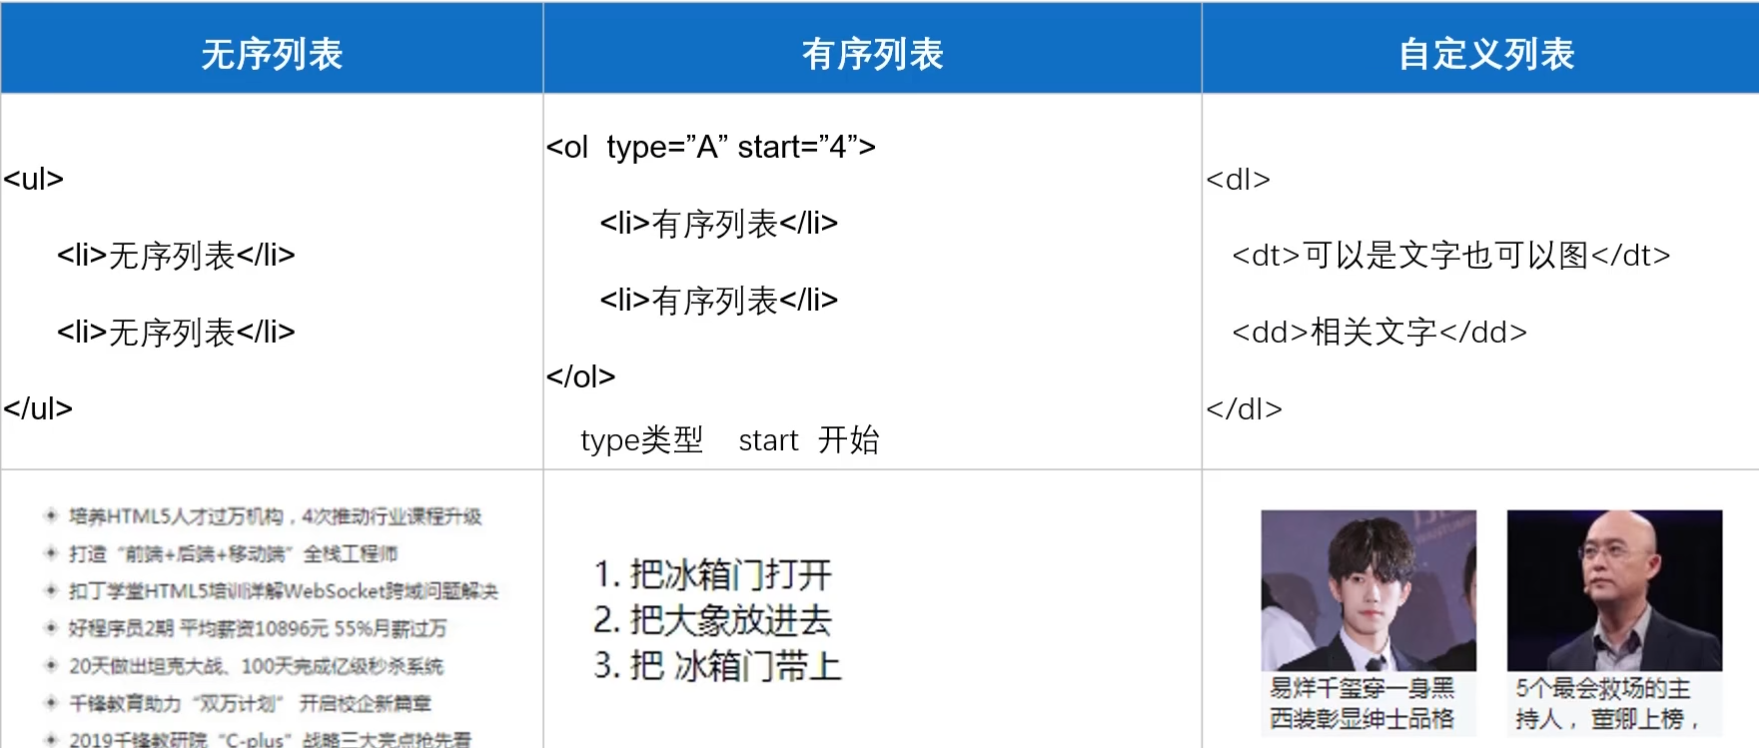 无序列表
有序列表
自定义列表
<ul>
<li>无序列表</li>
<li>无序列表</li>
</ul>
<ol  type=”A” start=”4”>
<li>有序列表</li>
<li>有序列表</li>
</ol>
type类型    start  开始
<dl>
<dt>可以是文字也可以图</dt>
<dd>相关文字</dd>
</dl>
培养HTML5人才过万机构，4次推动行业课程升级
打造“前端+后端+移动端”全栈工程师
扣丁学堂HTML5培训详解WebSocket跨域问题解决
好程序员2期 平均薪资10896元 55%月薪过万
20天做出坦克大战、100天完成亿级秒杀系统
千锋教育助力“双万计划” 开启校企新篇章
2019千锋教研院“C-plus”战略三大亮点抢先看
1. 把冰箱门打开
2. 把大象放进去
3. 把 冰箱门带上
易烊千玺穿一身黑
西装彰显绅士品格
5个最会救场的主
持人，董卿上榜，